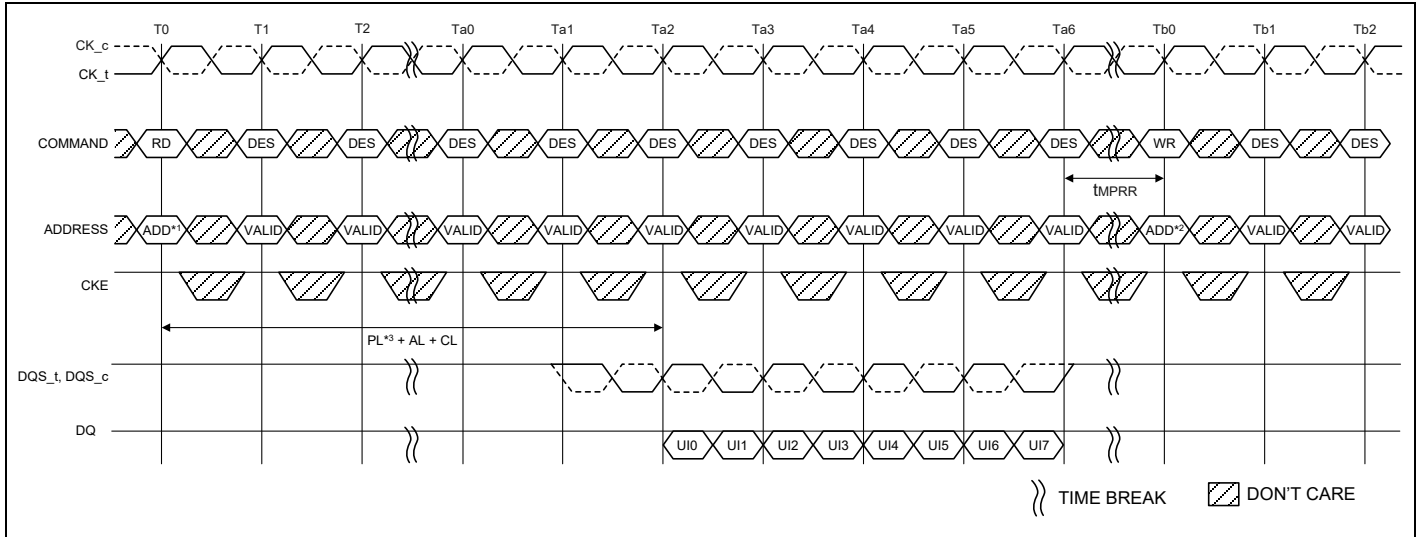 T0 T1 T2 Ta0 Ta1 Ta2 Ta3 Ta4 Ta5 Ta6 Tb0 Tb1 Tb2
CK_c
CK_t
COMMAND RD DES DES DES DES DES DES DES DES DES WR DES DES
tMPRR
ADDRESS ADD*1 VALID VALID VALID VALID VALID VALID VALID VALID VALID ADD*2 VALID VALID
CKE
PL*3 + AL + CL
DQS_t, DQS_c
DQ UI0 UI1 UI2 UI3 UI4 UI5 UI6 UI7
TIME BREAK DON'T CARE